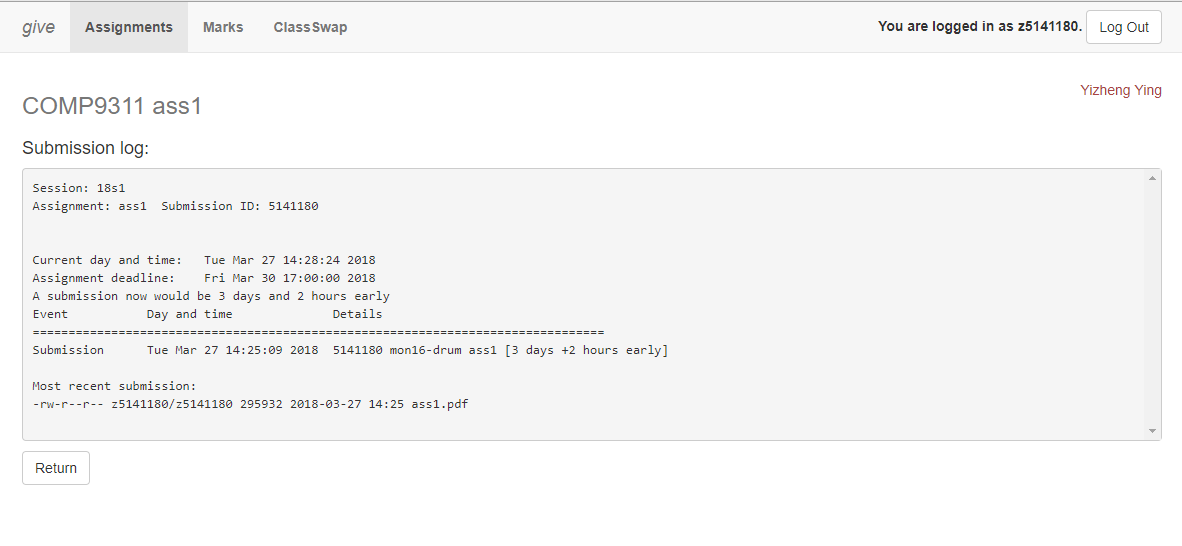 give Assignments Marks ClassSwap You are logged in as z5141180. Log Out
Yizheng Ying
COMP9311 ass1
Submission log:
Session: 18s1
Assignment: ass1  Submission ID: 5141180
Current day and time:   Tue Mar 27 14:28:24 2018
Assignment deadline:    Fri Mar 30 17:00:00 2018
A submission now would be 3 days and 2 hours early
Event           Day and time              Details
================================================================================
Submission      Tue Mar 27 14:25:09 2018  5141180 mon16-drum ass1 [3 days +2 hours early]
Most recent submission:
-rw-r--r-- z5141180/z5141180 295932 2018-03-27 14:25 ass1.pdf
Return